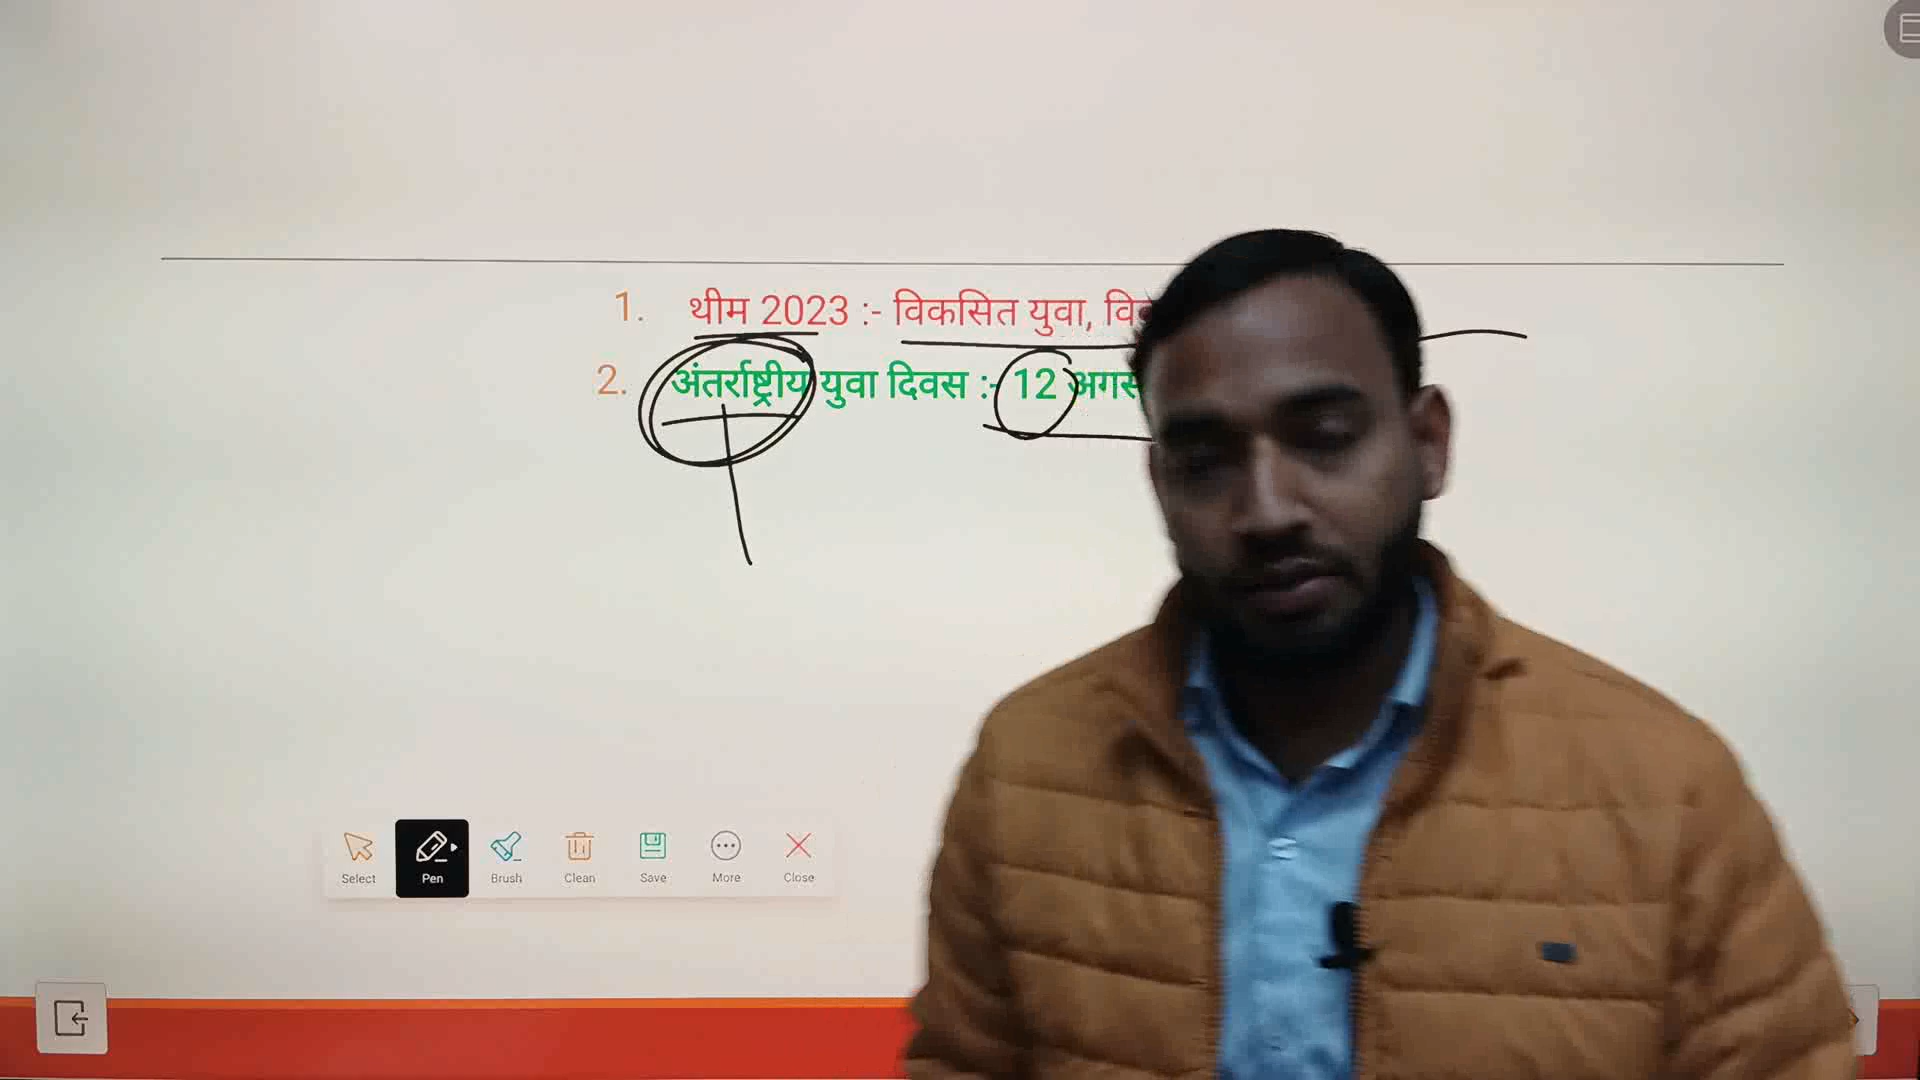 1. थीम 2023 :- विकसित युवा,
2. अंतर्राष्ट्रीय युवा दिवस :- 12
Select Pen Brush Clean Save More Close